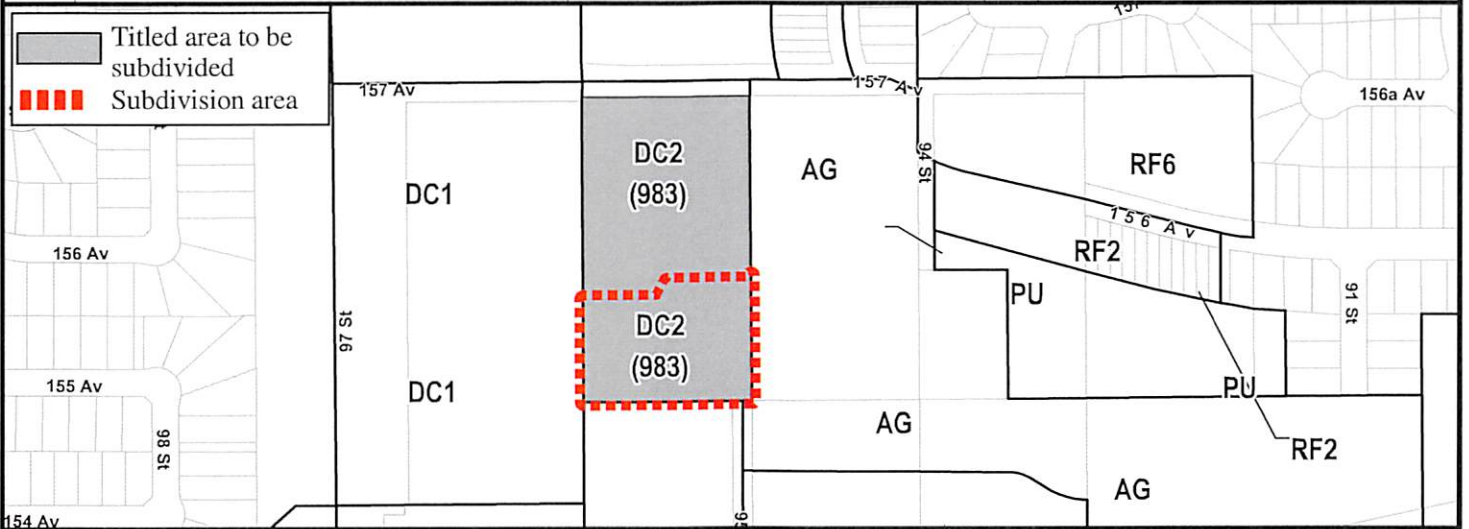 Titled area to be
subdivided
Subdivision area
157 Av
157 Av
156a Av
DC2
(983)
AG
94 St
RF6
DC1
156 Av
156 Av
RF2
PU
91 St
DC2
(983)
97 St
155 Av
DC1
PU
AG
98 St
RF2
AG
154 Av